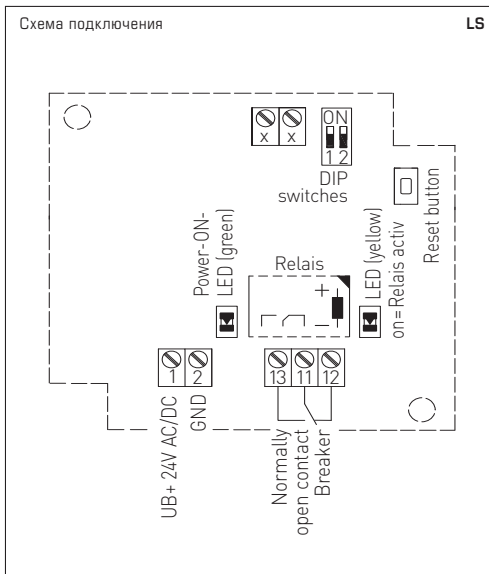 Схема подключения
LS
x x
ON
1 2
DIP
switches
Reset button
Power-ON-
LED (green)
Relais
+
–
LED (yellow)
on=Relais activ
1 2
13 11 12
UB+ 24V AC/DC
GND
Normally
open contact
Breaker